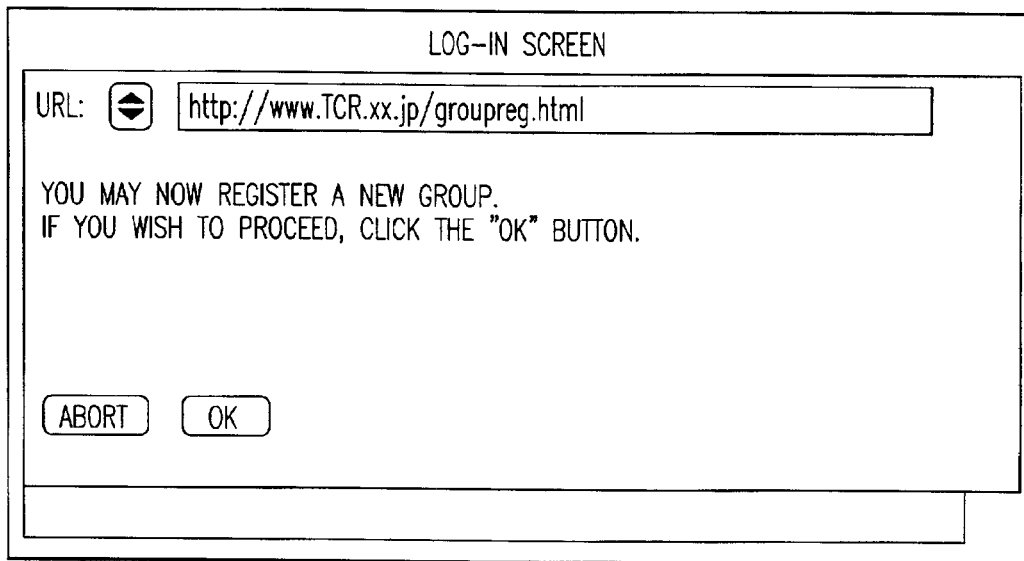 LOG-IN SCREEN
URL: http://www.TCR.xx.jp/groupreg.html
YOU MAY NOW REGISTER A NEW GROUP.
IF YOU WISH TO PROCEED, CLICK THE "OK" BUTTON.
ABORT OK